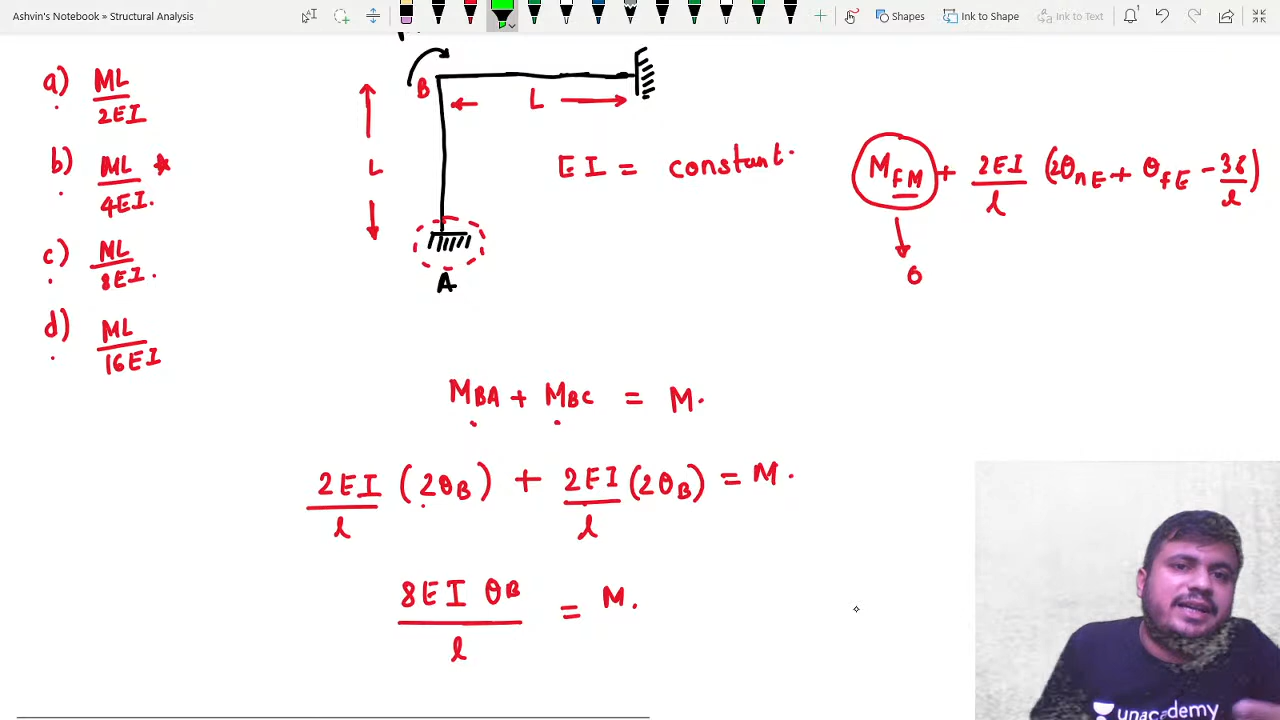 Ashvin's Notebook » Structural Analysis
Shapes
Ink to Shape
Ink to Text
a) ML/2EI
b) ML/4EI.
c) ML/8EI.
d) ML/16EI
B
L
L
A
EI = constant.
M_FM + 2EI/l (2θ_nE + θ_fE - 3δ/l)
0
M_BA + M_BC = M.
2EI/l (2θ_B) + 2EI/l (2θ_B) = M.
8EI θ_B/l = M.
unacademy